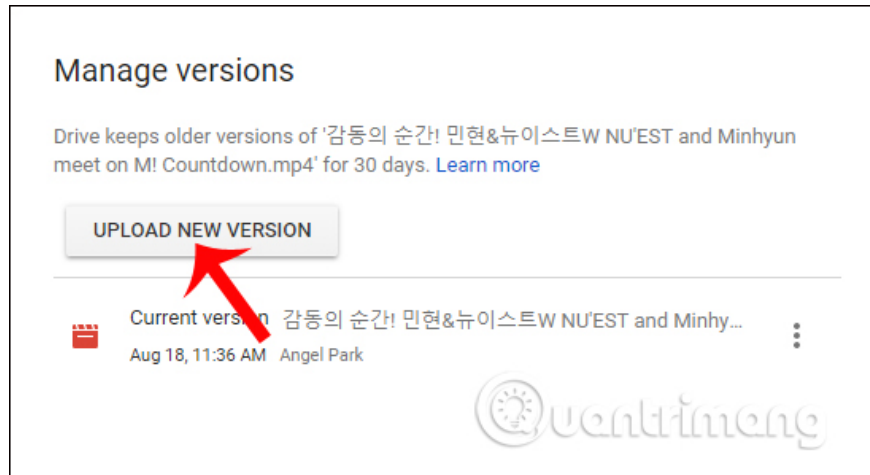 Manage versions
Drive keeps older versions of '감동의 순간! 민현&뉴이스트W NU'EST and Minhyun
meet on M! Countdown.mp4' for 30 days. Learn more
UPLOAD NEW VERSION
Current version 감동의 순간! 민현&뉴이스트W NU'EST and Minhy...
Aug 18, 11:36 AM Angel Park
Quantrimang